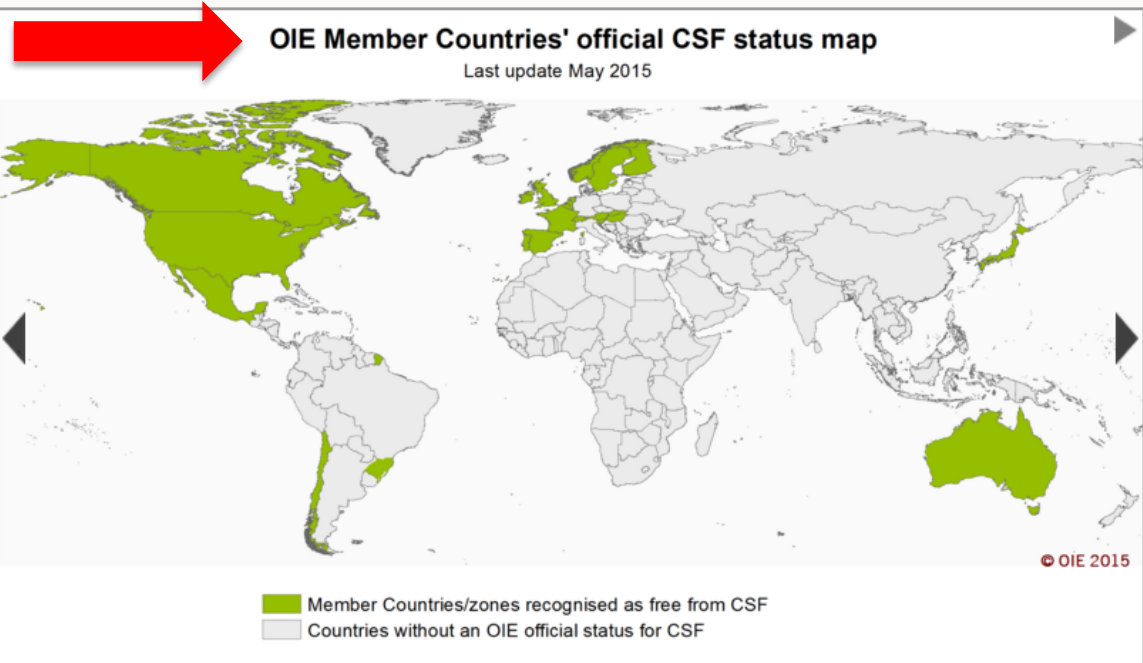 OIE Member Countries' official CSF status map
Last update May 2015
© OIE 2015
Member Countries/zones recognised as free from CSF
Countries without an OIE official status for CSF